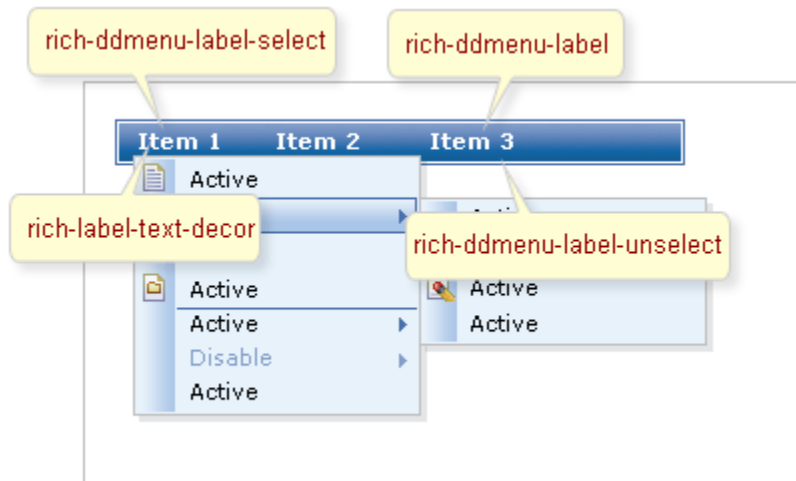 rich-ddmenu-label-select
rich-ddmenu-label
Item 1 Item 2 Item 3
Active
rich-label-text-decor
rich-ddmenu-label-unselect
Active
Active
Active
Active
Disable
Active